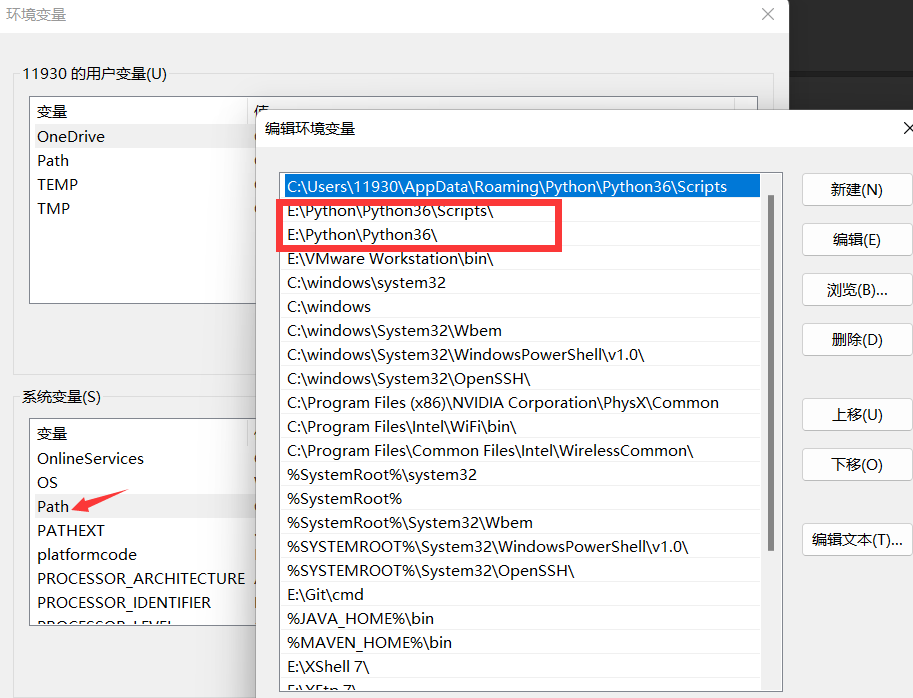 环境变量
11930 的用户变量(U)
变量
OneDrive
Path
TEMP
TMP
系统变量(S)
变量
OnlineServices
OS
Path
PATHEXT
platformcode
PROCESSOR_ARCHITECTURE
PROCESSOR_IDENTIFIER
PROCESSOR_LEVEL
编辑环境变量
C:\Users\11930\AppData\Roaming\Python\Python36\Scripts
E:\Python\Python36\Scripts\
E:\Python\Python36\
E:\VMware Workstation\bin\
C:\windows\system32
C:\windows
C:\windows\System32\Wbem
C:\windows\System32\WindowsPowerShell\v1.0\
C:\windows\System32\OpenSSH\
C:\Program Files (x86)\NVIDIA Corporation\PhysX\Common
C:\Program Files\Intel\WiFi\bin\
C:\Program Files\Common Files\Intel\WirelessCommon\
%SystemRoot%\system32
%SystemRoot%
%SystemRoot%\System32\Wbem
%SYSTEMROOT%\System32\WindowsPowerShell\v1.0\
%SYSTEMROOT%\System32\OpenSSH\
E:\Git\cmd
%JAVA_HOME%\bin
%MAVEN_HOME%\bin
E:\XShell 7\
E:\XFtp 7\
新建(N)
编辑(E)
浏览(B)...
删除(D)
上移(U)
下移(O)
编辑文本(T)...